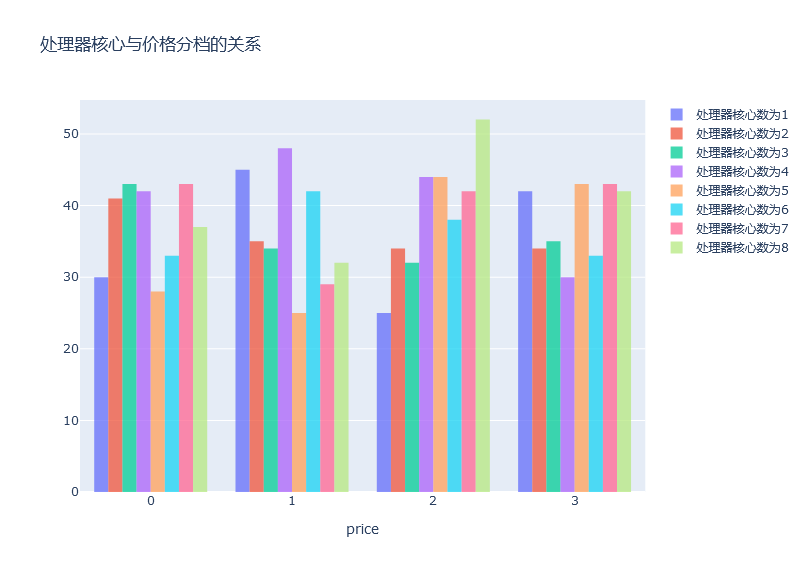 处理器核心与价格分档的关系
处理器核心数为1
处理器核心数为2
处理器核心数为3
处理器核心数为4
处理器核心数为5
处理器核心数为6
处理器核心数为7
处理器核心数为8
50
40
30
20
10
0
0 1 2 3
price